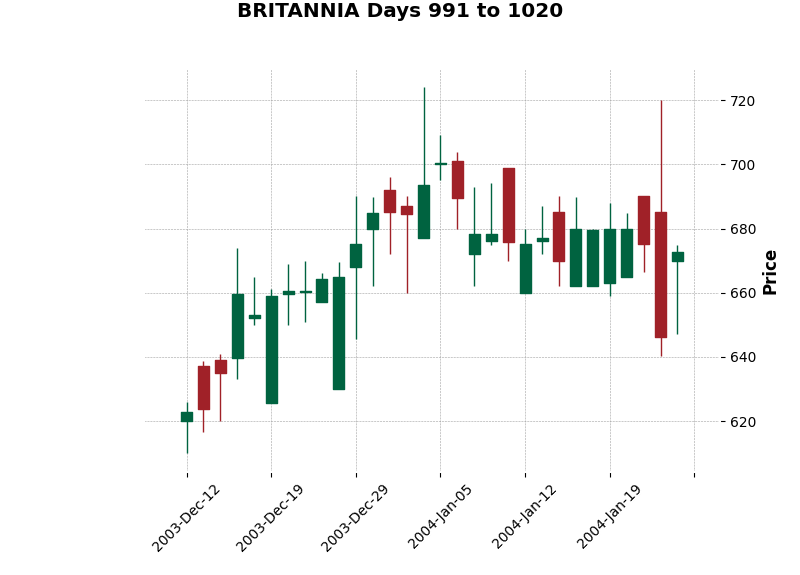 BRITANNIA Days 991 to 1020
720
700
680
660
640
620
Price
2003-Dec-12
2003-Dec-19
2003-Dec-29
2004-Jan-05
2004-Jan-12
2004-Jan-19